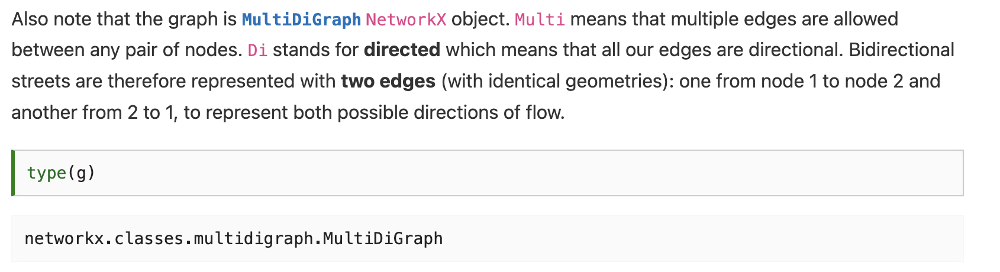 Also note that the graph is MultiDiGraph NetworkX object. Multi means that multiple edges are allowed
between any pair of nodes. Di stands for directed which means that all our edges are directional. Bidirectional
streets are therefore represented with two edges (with identical geometries): one from node 1 to node 2 and
another from 2 to 1, to represent both possible directions of flow.
type(g)
networkx.classes.multidigraph.MultiDiGraph